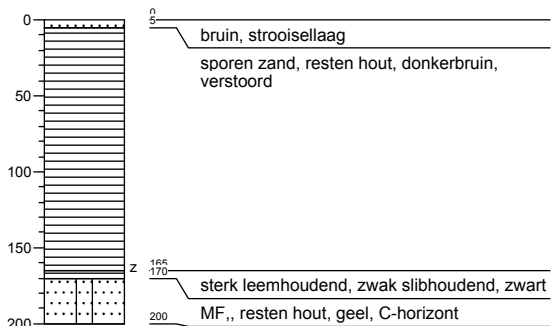 0
0
5
bruin, strooisellaag
sporen zand, resten hout, donkerbruin,
verstoord
50
100
150
z
165
170
sterk leemhoudend, zwak slibhoudend, zwart
200
200
MF,, resten hout, geel, C-horizont